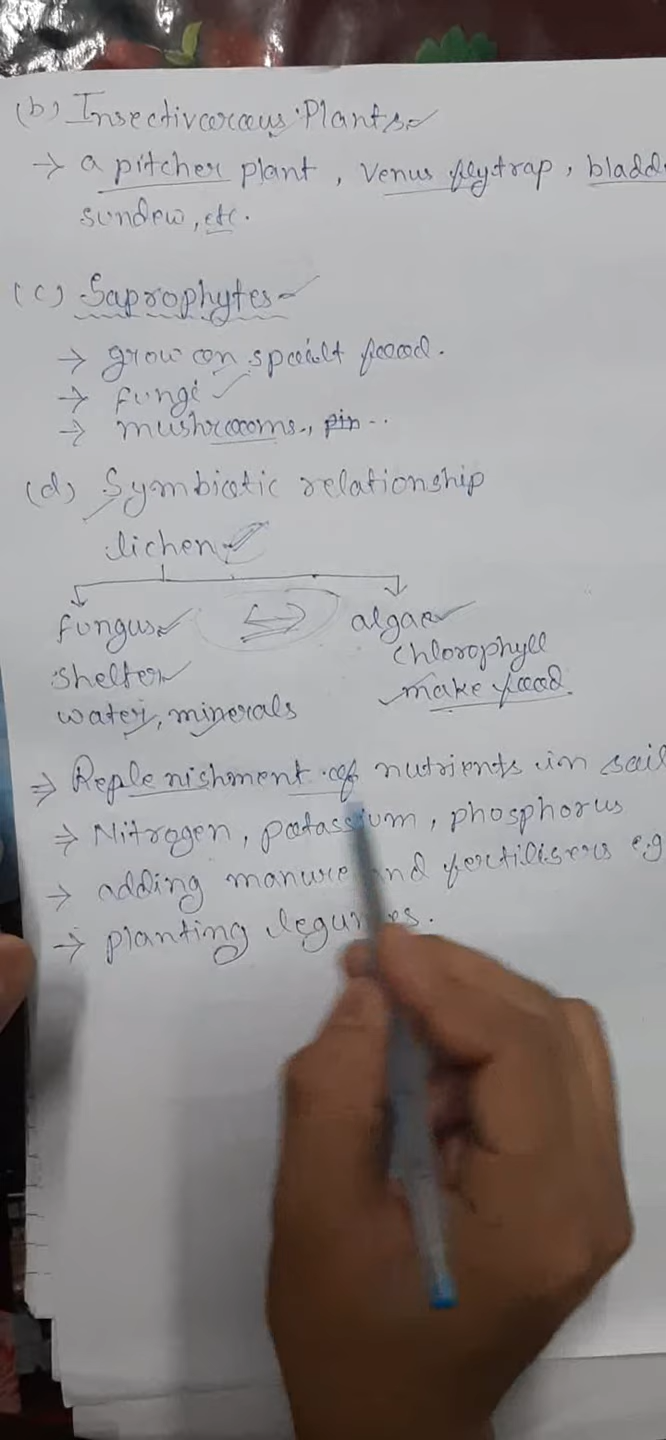 (b) Insectivorous Plants
→ a pitcher plant, Venus flytrap, bladd
sundew, etc.
(c) Saprophytes-
→ grow on spoilt food.
→ fungi
→ mushrooms.,
(d) Symbiotic relationship
lichen
fungus ⇔ algae
chlorophyll
shelter
make food.
water, minerals
⇒ Replenishment of nutrients in soil
→ Nitrogen, potassium, phosphorus
→ adding manure and fertilisers e.g
→ planting legumes.